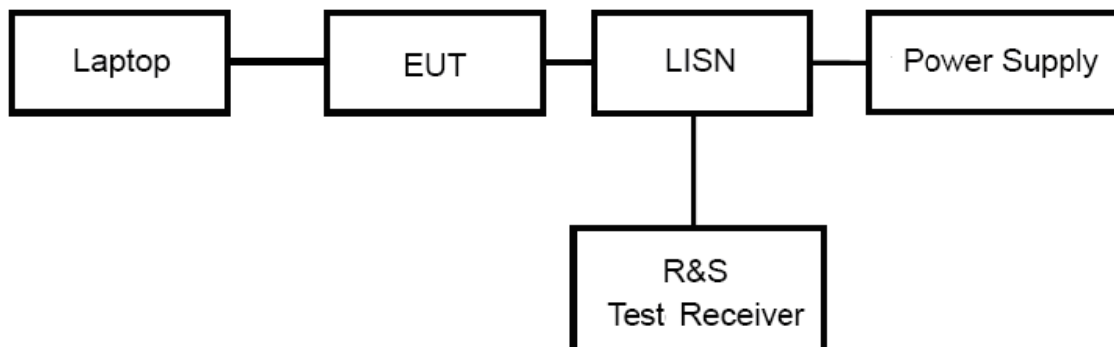 Laptop
EUT
LISN
Power Supply
R&S
Test Receiver